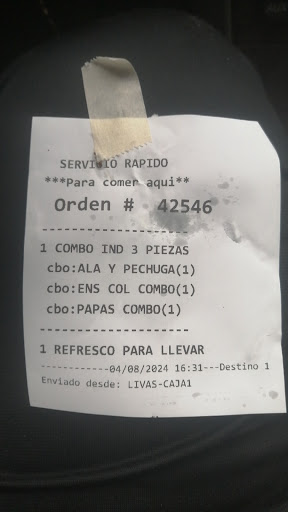 SERVICIO RAPIDO
***Para comer aqui**
Orden # 42546
--------------------
1 COMBO IND 3 PIEZAS
cbo:ALA Y PECHUGA(1)
cbo:ENS COL COMBO(1)
cbo:PAPAS COMBO(1)
--------------------
1 REFRESCO PARA LLEVAR
------------04/08/2024 16:31---Destino 1
Enviado desde: LIVAS-CAJA1